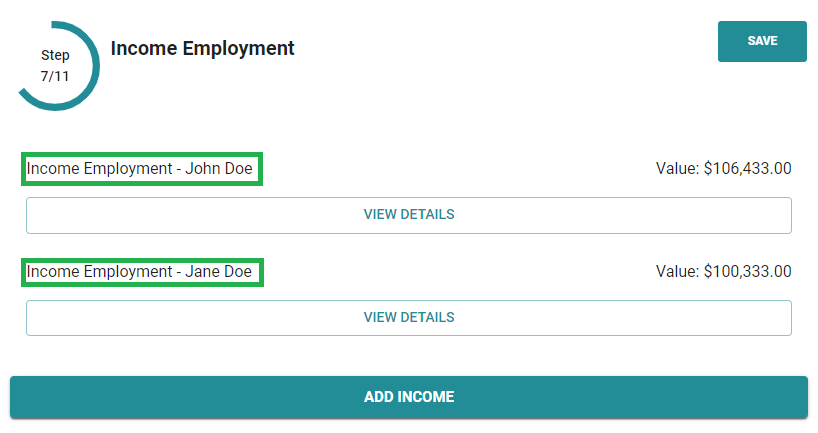 Step
7/11
Income Employment
SAVE
Income Employment - John Doe
Value: $106,433.00
VIEW DETAILS
Income Employment - Jane Doe
Value: $100,333.00
VIEW DETAILS
ADD INCOME